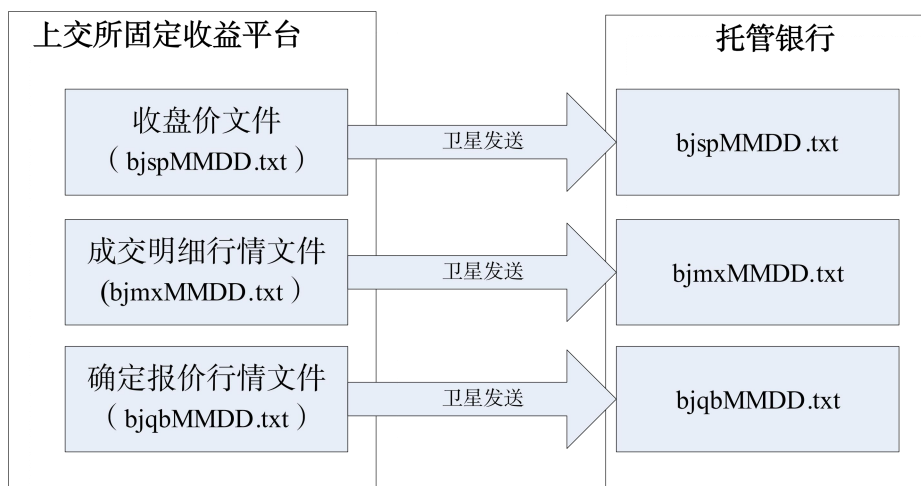 上交所固定收益平台
托管银行
收盘价文件
（bjspMMDD.txt）
卫星发送
bjspMMDD.txt
成交明细行情文件
(bjmxMMDD.txt）
卫星发送
bjmxMMDD.txt
确定报价行情文件
（bjqbMMDD.txt）
卫星发送
bjqbMMDD.txt